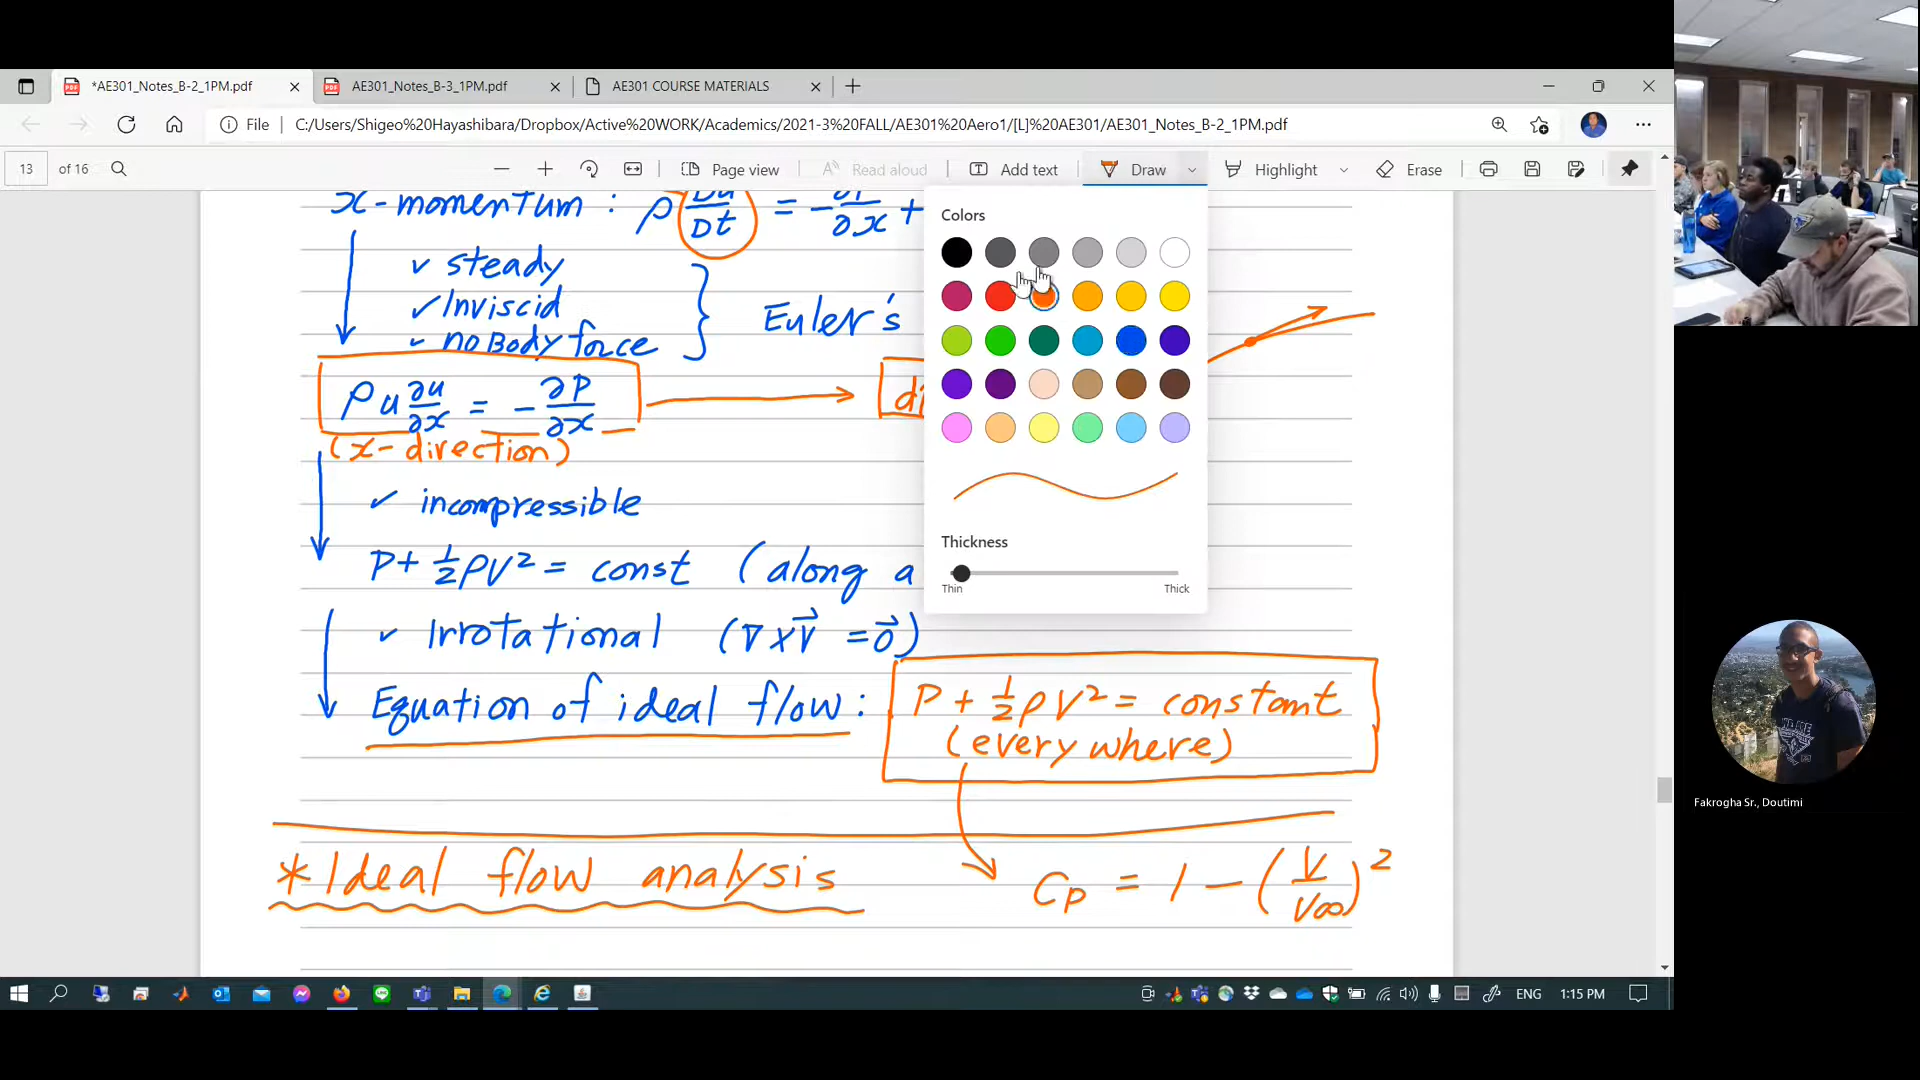 *AE301_Notes_B-2_1PM.pdf
AE301_Notes_B-3_1PM.pdf
AE301 COURSE MATERIALS
File
C:/Users/Shigeo%20Hayashibara/Dropbox/Active%20WORK/Academics/2021-3%20FALL/AE301%20Aero1/[L]%20AE301/AE301_Notes_B-2_1PM.pdf
13 of 16
Page view
Read aloud
Add text
Draw
Highlight
Erase
x-momentum : ρ Du/Dt = - ∂P/∂x +
✓ steady
✓ Inviscid
✓ no Body force
Euler's
ρu ∂u/∂x = - ∂P/∂x
(x-direction)
✓ incompressible
P + 1/2 ρV² = const (along a
✓ Irrotational (∇×V⃗ = 0⃗)
Equation of ideal flow :
P + 1/2 ρV² = constant
(every where)
*Ideal flow analysis
Cp = 1 - (V/V∞)²
Colors
Thickness
Thin
Thick
Fakrogha Sr., Doutimi
ENG
1:15 PM